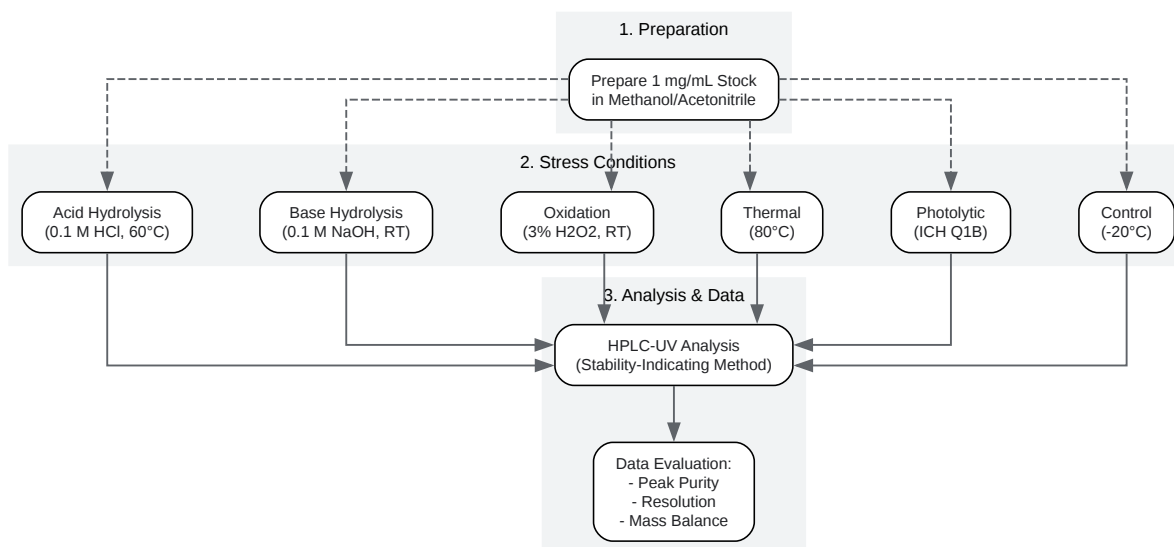 1. Preparation
Prepare 1 mg/mL Stock
in Methanol/Acetonitrile
2. Stress Conditions
Acid Hydrolysis
(0.1 M HCl, 60°C)
Base Hydrolysis
(0.1 M NaOH, RT)
Oxidation
(3% H2O2, RT)
Thermal
(80°C)
Photolytic
(ICH Q1B)
Control
(-20°C)
3. Analysis & Data
HPLC-UV Analysis
(Stability-Indicating Method)
Data Evaluation:
- Peak Purity
- Resolution
- Mass Balance